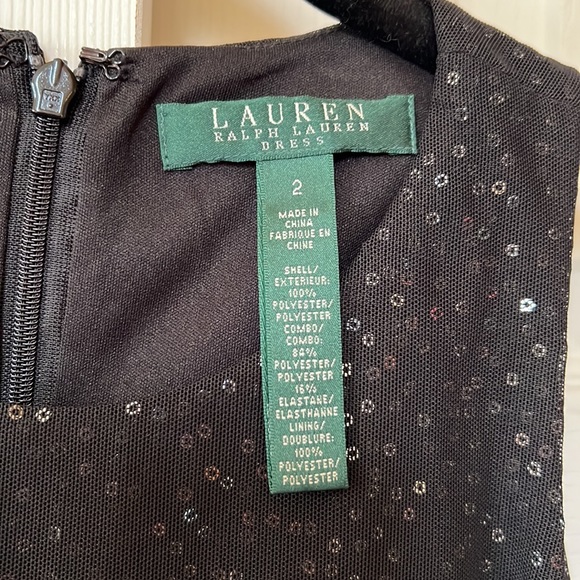 LAUREN
RALPH LAUREN
DRESS
2
MADE IN
CHINA
FABRIQUE EN
CHINE
SHELL/
EXTERIEUR:
100%
POLYESTER/
POLYESTER
COMBO/
COMBO:
84%
POLYESTER/
POLYESTER
16%
ELASTANE/
ELASTHANNE
LINING/
DOUBLURE:
100%
POLYESTER/
POLYESTER